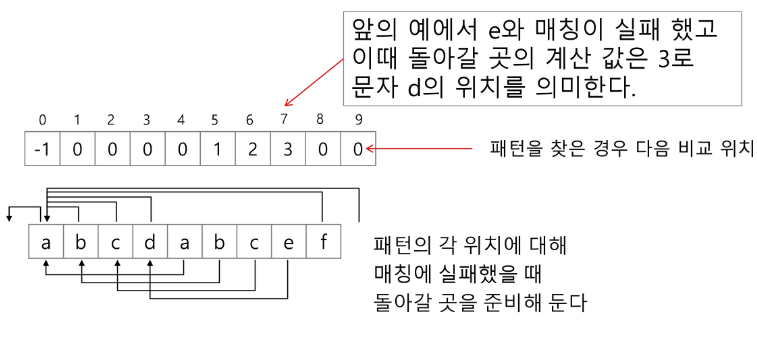 앞의 예에서 e와 매칭이 실패 했고
이때 돌아갈 곳의 계산 값은 3로
문자 d의 위치를 의미한다.
0 1 2 3 4 5 6 7 8 9
-1 0 0 0 0 1 2 3 0 0
패턴을 찾은 경우 다음 비교 위치
a b c d a b c e f
패턴의 각 위치에 대해
매칭에 실패했을 때
돌아갈 곳을 준비해 둔다